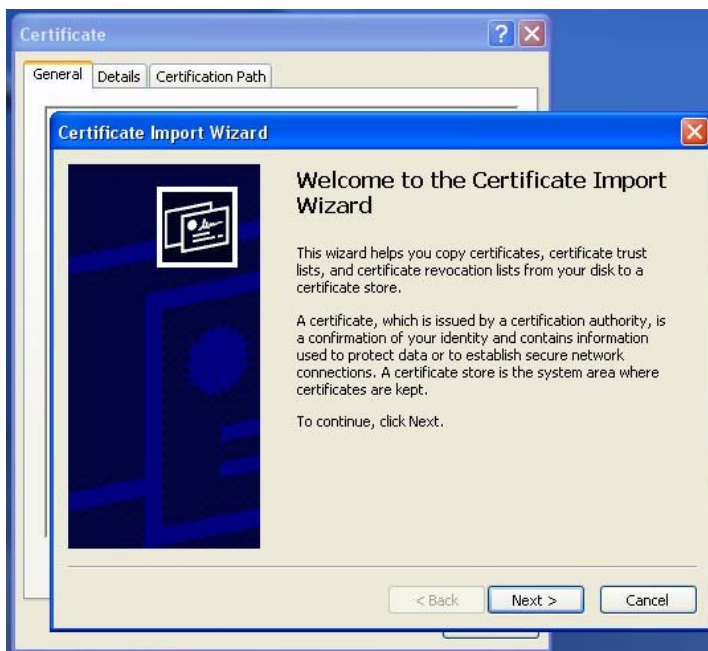 Certificate
General Details Certification Path
Certificate Import Wizard
Welcome to the Certificate Import
Wizard
This wizard helps you copy certificates, certificate trust
lists, and certificate revocation lists from your disk to a
certificate store.
A certificate, which is issued by a certification authority, is
a confirmation of your identity and contains information
used to protect data or to establish secure network
connections. A certificate store is the system area where
certificates are kept.
To continue, click Next.
< Back Next > Cancel